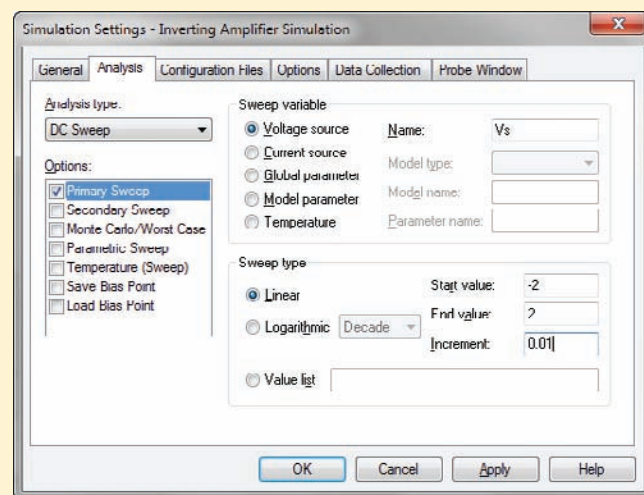 Simulation Settings - Inverting Amplifier Simulation
General Analysis Configuration Files Options Data Collection Probe Window
Analysis type:
DC Sweep
Options:
Primary Sweep
Secondary Sweep
Monte Carlo/Worst Case
Parametric Sweep
Temperature (Sweep)
Save Bias Point
Load Bias Point
Sweep variable
Voltage source
Current source
Global parameter
Model parameter
Temperature
Name: Vs
Model type:
Model name:
Parameter name:
Sweep type
Linear
Logarithmic Decade
Value list
Start value: -2
End value: 2
Increment: 0.01
OK Cancel Apply Help